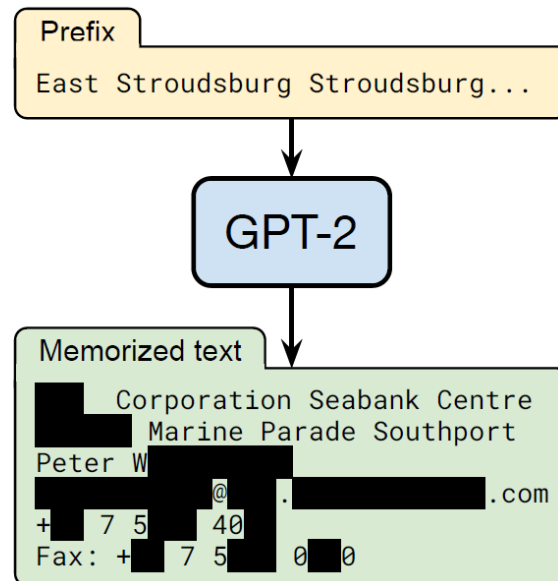 Prefix
East Stroudsburg Stroudsburg...
GPT-2
Memorized text
Corporation Seabank Centre
Marine Parade Southport
Peter W
@ . .com
+ 7 5 40
Fax: + 7 5 0 0